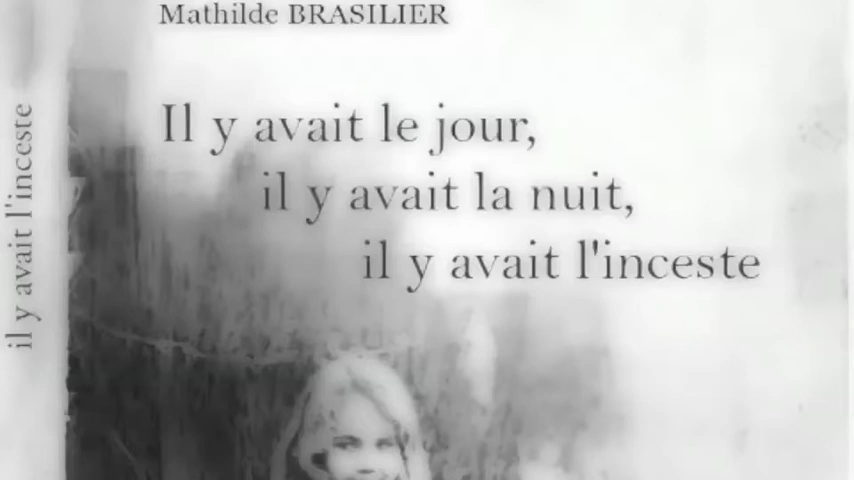 Mathilde BRASILIER
Il y avait le jour,
il y avait la nuit,
il y avait l'inceste
il y avait l'inceste